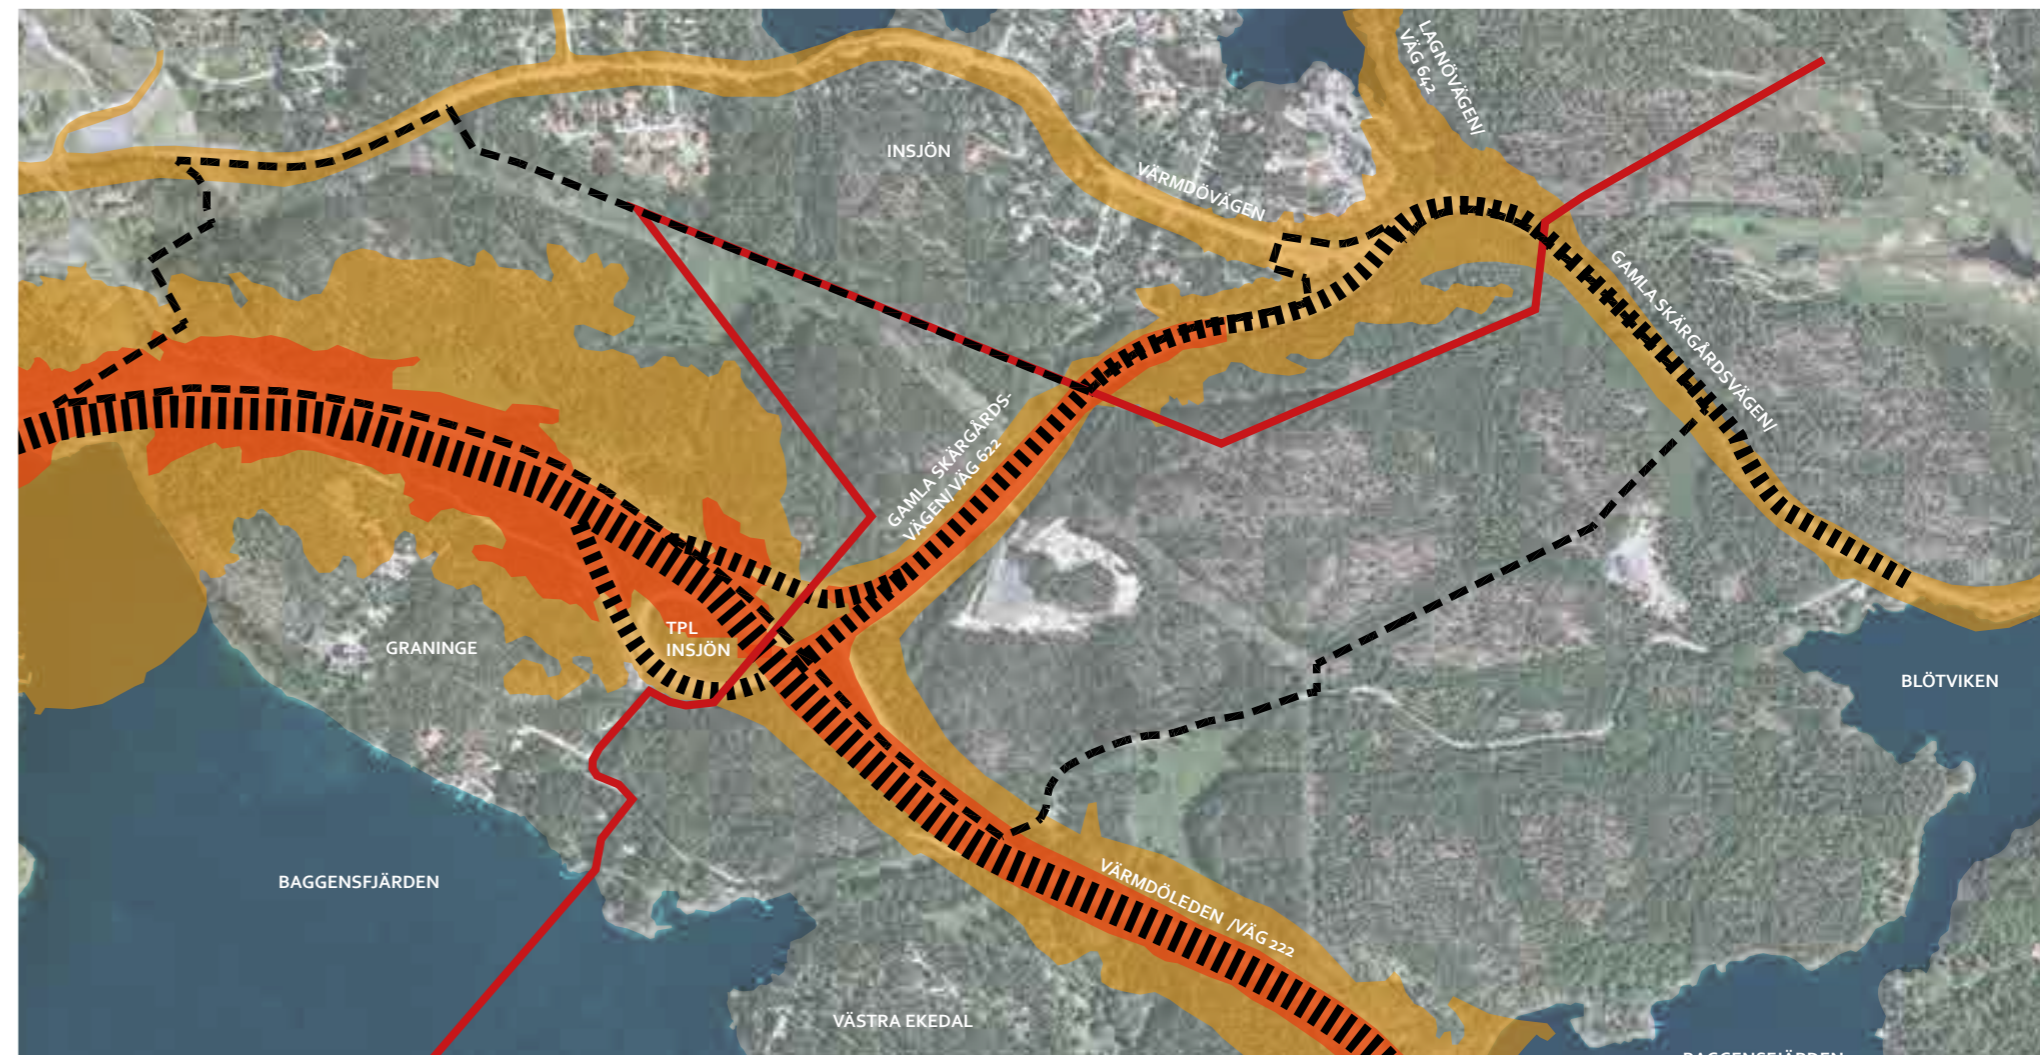 LAGNÖVÄGEN/
VÄG 642
INSJÖN
VÄRMDÖVÄGEN
GAMLA SKÄRGÅRDSVÄGEN/
GAMLA SKÄRGÅRDS-
VÄGEN/ VÄG 622
TPL
INSJÖN
GRANINGE
BLÖTVIKEN
BAGGENSFJÄRDEN
VÄRMDÖLEDEN /VÄG 222
VÄSTRA EKEDAL
BAGGENSFJÄRDEN